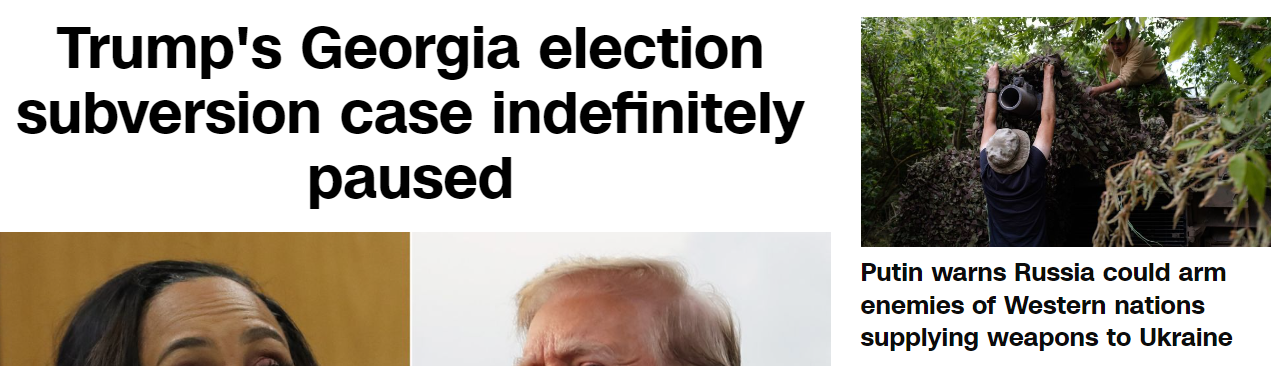 Trump's Georgia election
subversion case indefinitely
paused
Putin warns Russia could arm
enemies of Western nations
supplying weapons to Ukraine